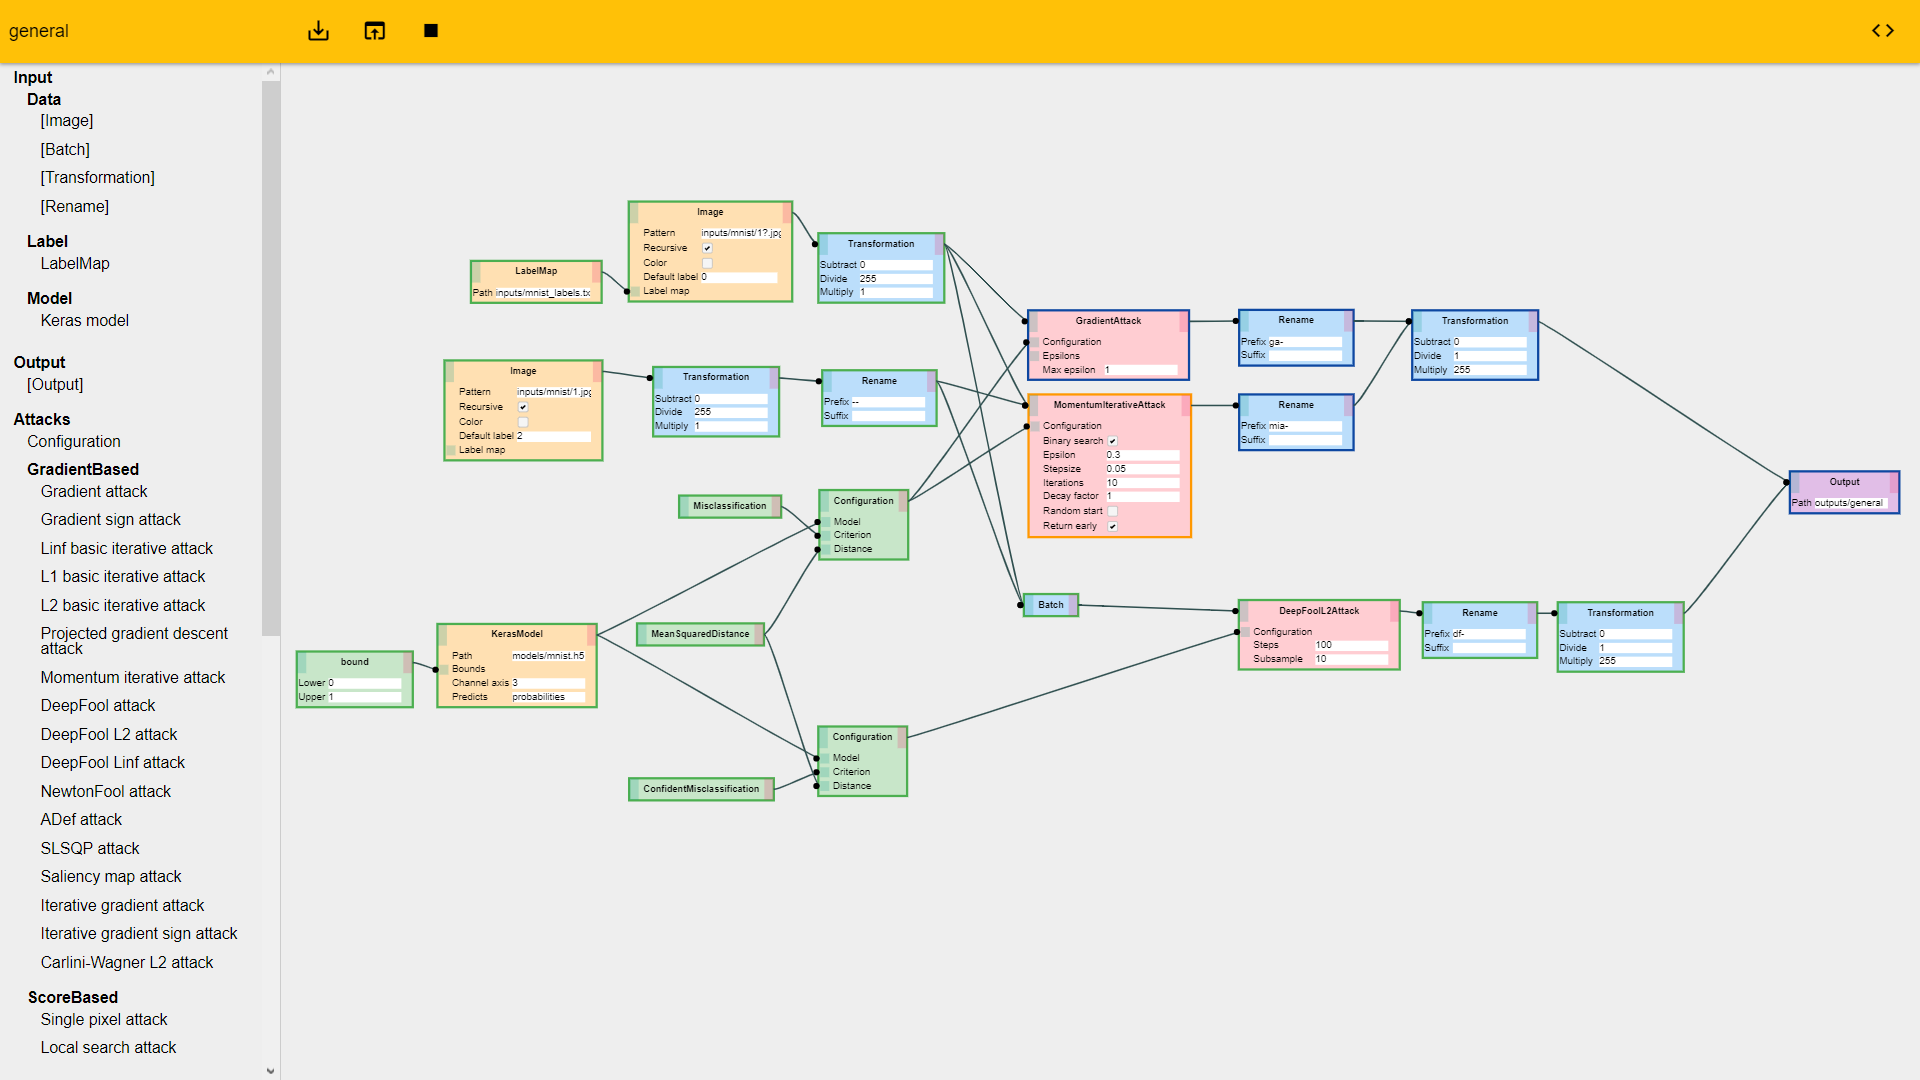 general
Input
Data
[Image]
[Batch]
[Transformation]
[Rename]
Label
LabelMap
Model
Keras model
Output
[Output]
Attacks
Configuration
GradientBased
Gradient attack
Gradient sign attack
Linf basic iterative attack
L1 basic iterative attack
L2 basic iterative attack
Projected gradient descent
attack
Momentum iterative attack
DeepFool attack
DeepFool L2 attack
DeepFool Linf attack
NewtonFool attack
ADef attack
SLSQP attack
Saliency map attack
Iterative gradient attack
Iterative gradient sign attack
Carlini-Wagner L2 attack
ScoreBased
Single pixel attack
Local search attack
LabelMap
Path inputs/mnist_labels.tx
Image
Pattern inputs/mnist/1?.jpg
Recursive
Color
Default label 0
Label map
Transformation
Subtract 0
Divide 255
Multiply 1
Image
Pattern inputs/mnist/1.jpg
Recursive
Color
Default label 2
Label map
Transformation
Subtract 0
Divide 255
Multiply 1
Rename
Prefix --
Suffix
Misclassification
Configuration
Model
Criterion
Distance
bound
Lower 0
Upper 1
KerasModel
Path models/mnist.h5
Bounds
Channel axis 3
Predicts probabilities
MeanSquaredDistance
ConfidentMisclassification
Configuration
Model
Criterion
Distance
GradientAttack
Configuration
Epsilons
Max epsilon 1
Rename
Prefix ga-
Suffix
Transformation
Subtract 0
Divide 1
Multiply 255
MomentumIterativeAttack
Configuration
Binary search
Epsilon 0.3
Stepsize 0.05
Iterations 10
Decay factor 1
Random start
Return early
Rename
Prefix mia-
Suffix
Batch
DeepFoolL2Attack
Configuration
Steps 100
Subsample 10
Rename
Prefix df-
Suffix
Transformation
Subtract 0
Divide 1
Multiply 255
Output
Path outputs/general